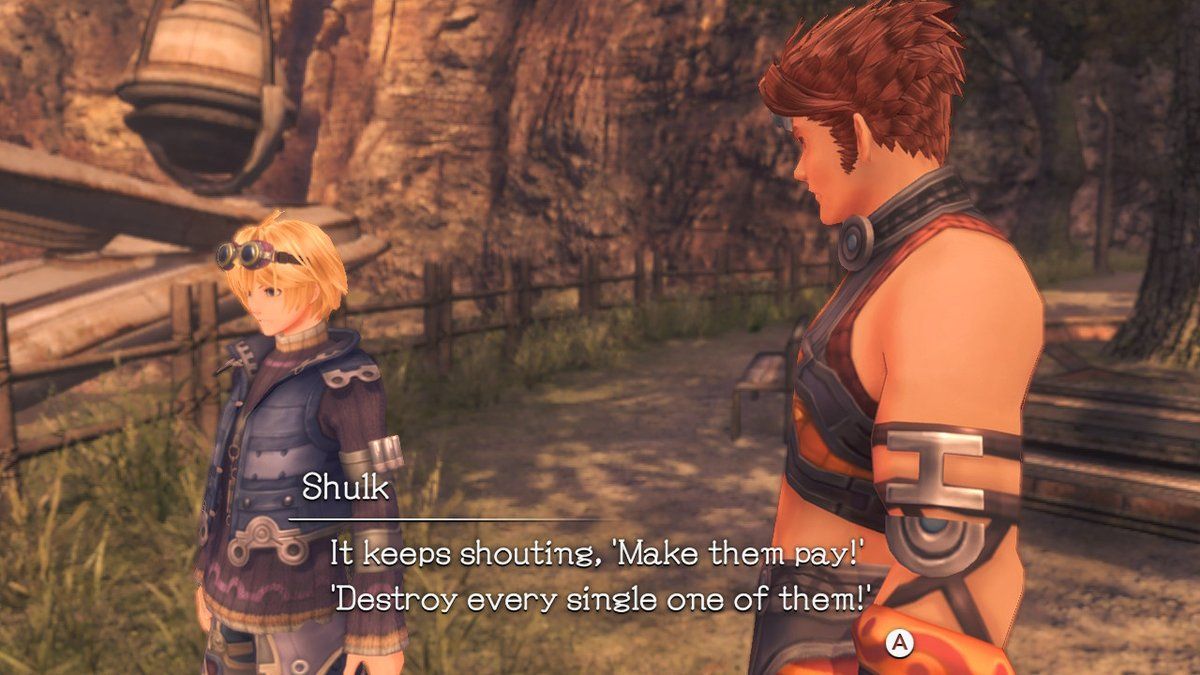 Shulk
It keeps shouting, 'Make them pay!'
'Destroy every single one of them!'
A